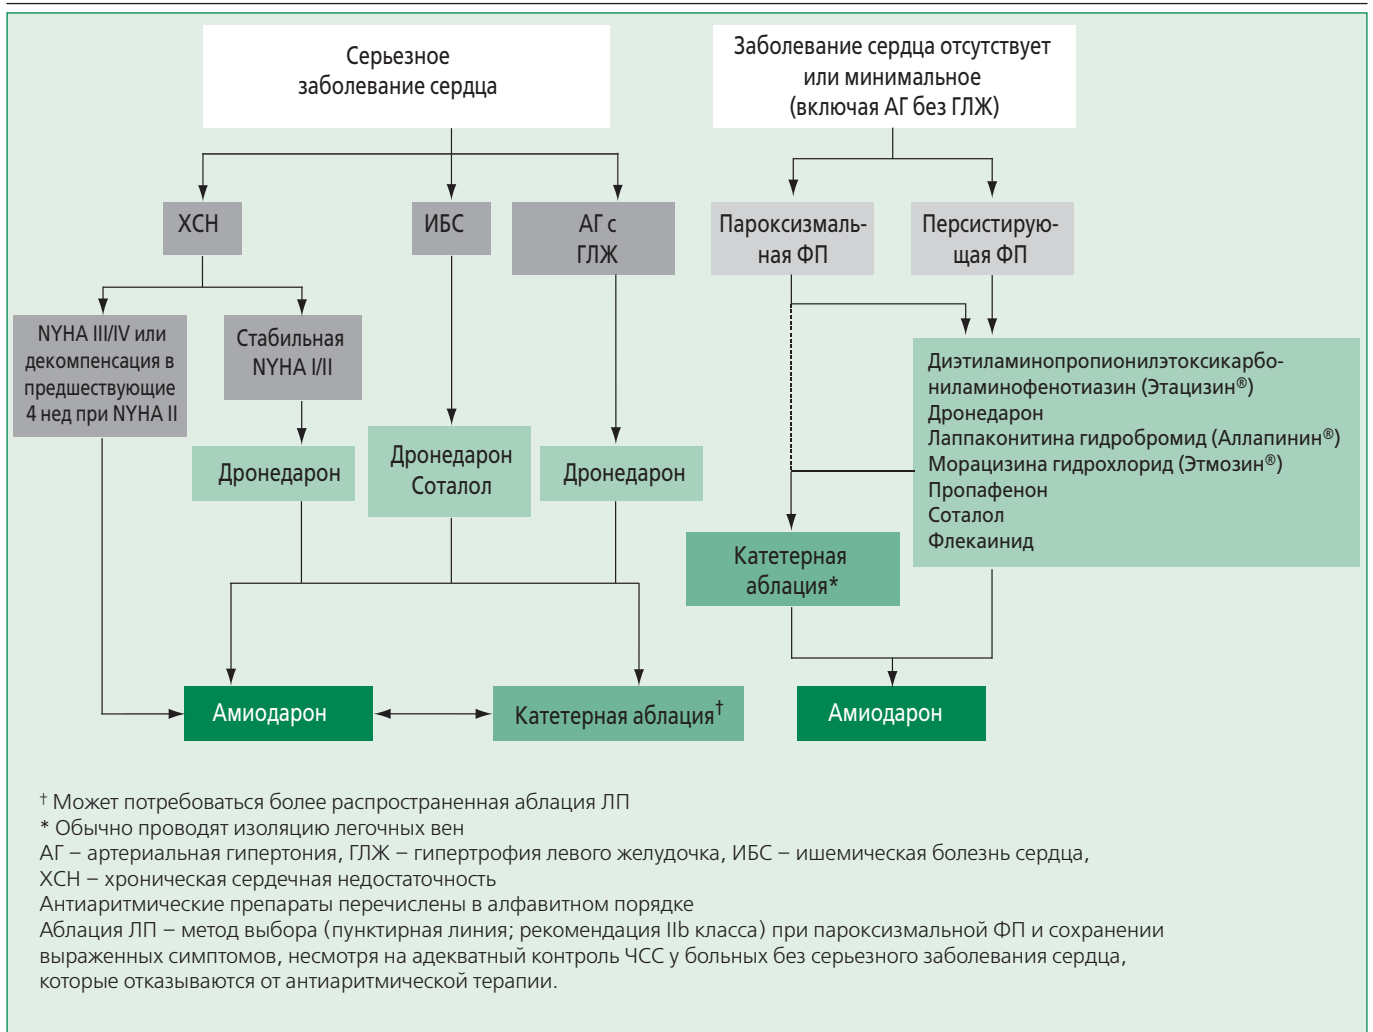 Серьезное
заболевание сердца
Заболевание сердца отсутствует
или минимальное
(включая АГ без ГЛЖ)
ХСН
ИБС
АГ с
ГЛЖ
Пароксизмаль-
ная ФП
Персистирую-
щая ФП
NYHA III/IV или
декомпенсация в
предшествующие
4 нед при NYHA II
Стабильная
NYHA I/II
Дронедарон
Дронедарон
Соталол
Дронедарон
Диэтиламинопропионилэтоксикарбо-
ниламинофенотиазин (Этацизин®)
Дронедарон
Лаппаконитина гидробромид (Аллапинин®)
Морацизина гидрохлорид (Этмозин®)
Пропафенон
Соталол
Флекаинид
Катетерная
аблация*
Амиодарон
Катетерная аблация†
Амиодарон
† Может потребоваться более распространенная аблация ЛП
* Обычно проводят изоляцию легочных вен
АГ – артериальная гипертония, ГЛЖ – гипертрофия левого желудочка, ИБС – ишемическая болезнь сердца,
ХСН – хроническая сердечная недостаточность
Антиаритмические препараты перечислены в алфавитном порядке
Аблация ЛП – метод выбора (пунктирная линия; рекомендация IIb класса) при пароксизмальной ФП и сохранении
выраженных симптомов, несмотря на адекватный контроль ЧСС у больных без серьезного заболевания сердца,
которые отказываются от антиаритмической терапии.